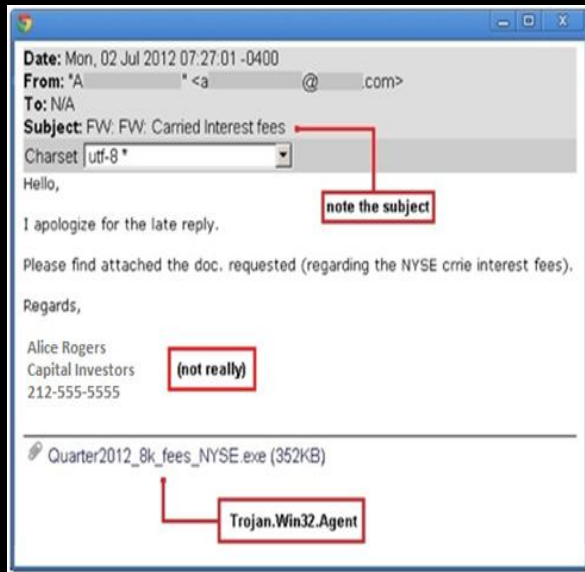 Date: Mon, 02 Jul 2012 07:27:01 -0400
From: "A " <a @ .com>
To: N/A
Subject: FW: FW: Carried Interest fees
Charset utf-8 *
note the subject
Hello,
I apologize for the late reply.
Please find attached the doc. requested (regarding the NYSE crrie interest fees).
Regards,
Alice Rogers
Capital Investors
212-555-5555
(not really)
Quarter2012_8k_fees_NYSE.exe (352KB)
Trojan.Win32.Agent